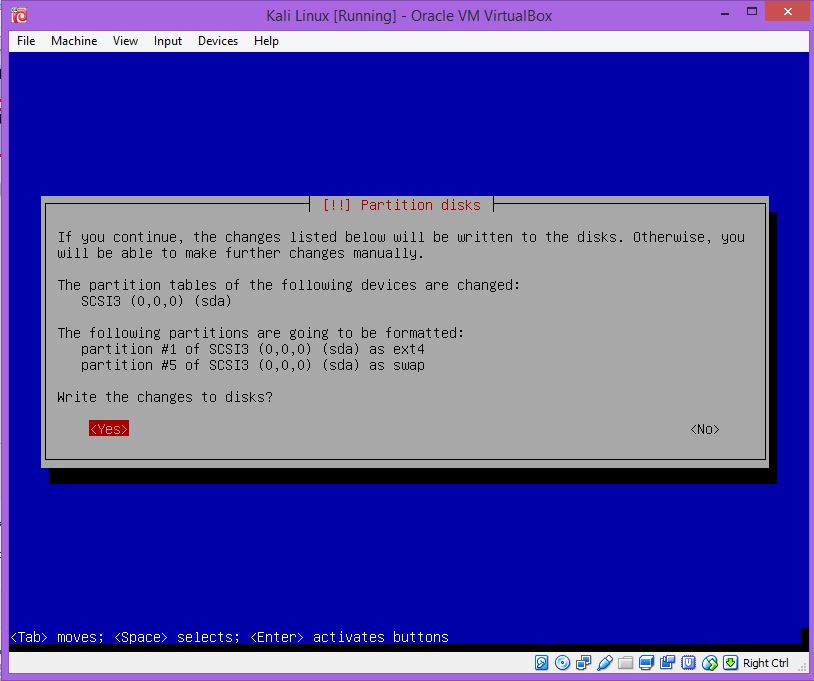 Kali Linux [Running] - Oracle VM VirtualBox
File Machine View Input Devices Help
[!!] Partition disks
If you continue, the changes listed below will be written to the disks. Otherwise, you
will be able to make further changes manually.
The partition tables of the following devices are changed:
SCSI3 (0,0,0) (sda)
The following partitions are going to be formatted:
partition #1 of SCSI3 (0,0,0) (sda) as ext4
partition #5 of SCSI3 (0,0,0) (sda) as swap
Write the changes to disks?
<Yes> <No>
<Tab> moves; <Space> selects; <Enter> activates buttons
Right Ctrl